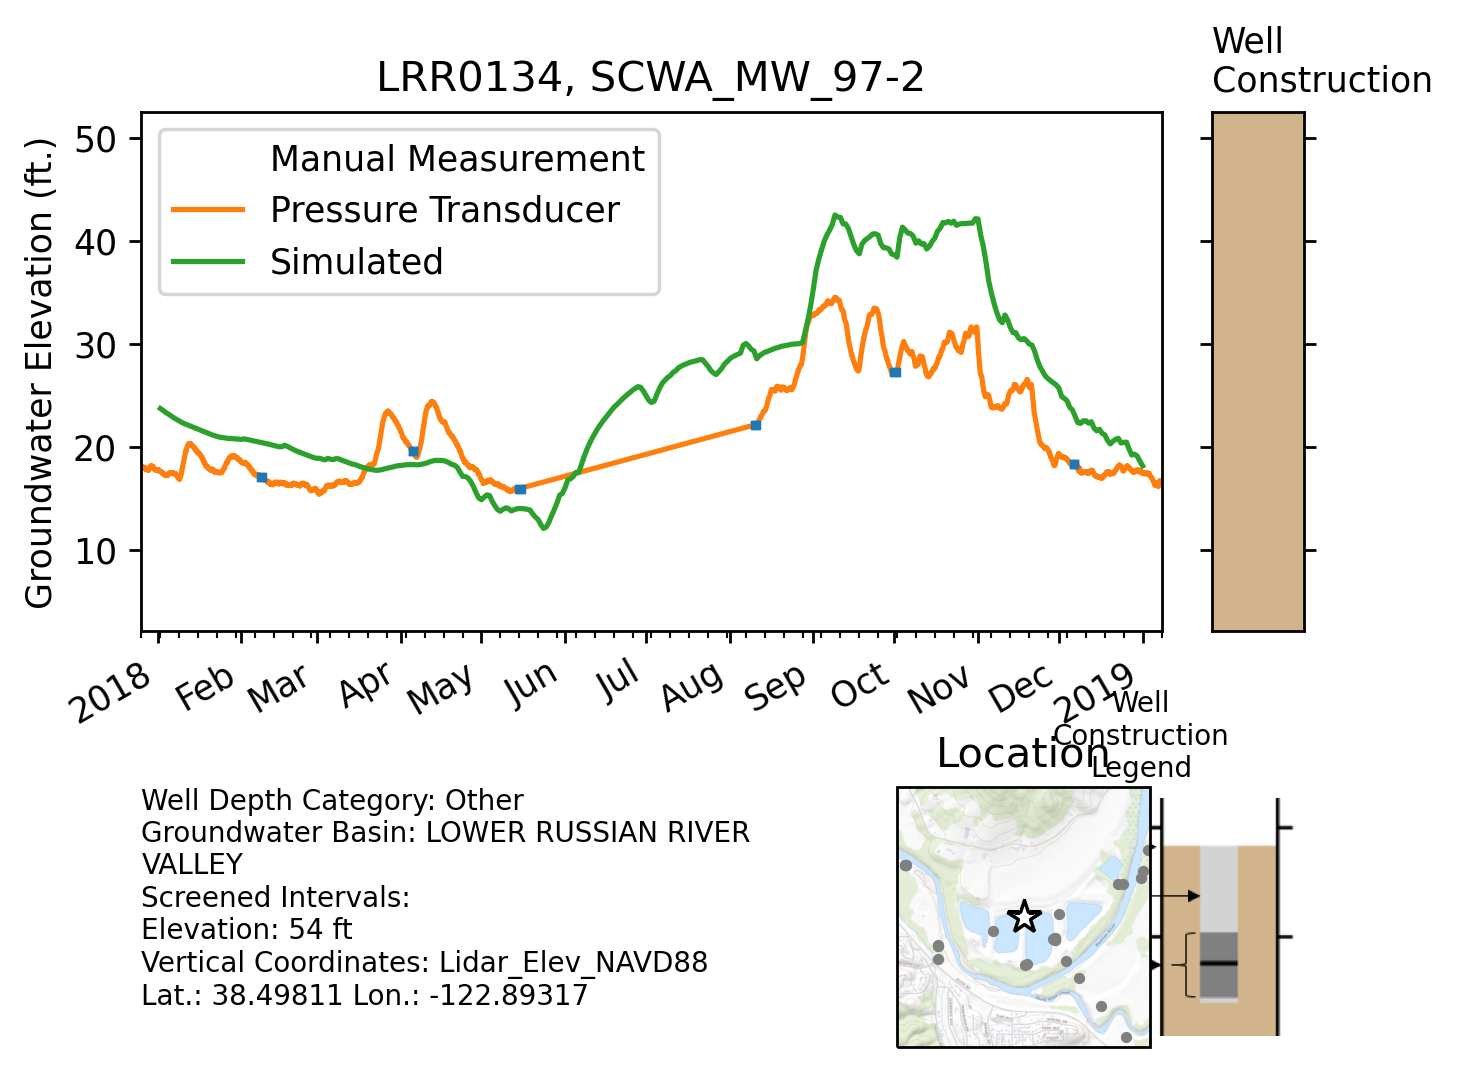 Well
Construction
LRR0134, SCWA_MW_97-2
Groundwater Elevation (ft.)
50
40
30
20
10
Manual Measurement
Pressure Transducer
Simulated
2018
Feb
Mar
Apr
May
Jun
Jul
Aug
Sep
Oct
Nov
Dec
2019
Well
Construction
Legend
Location
Well Depth Category: Other
Groundwater Basin: LOWER RUSSIAN RIVER
VALLEY
Screened Intervals:
Elevation: 54 ft
Vertical Coordinates: Lidar_Elev_NAVD88
Lat.: 38.49811 Lon.: -122.89317